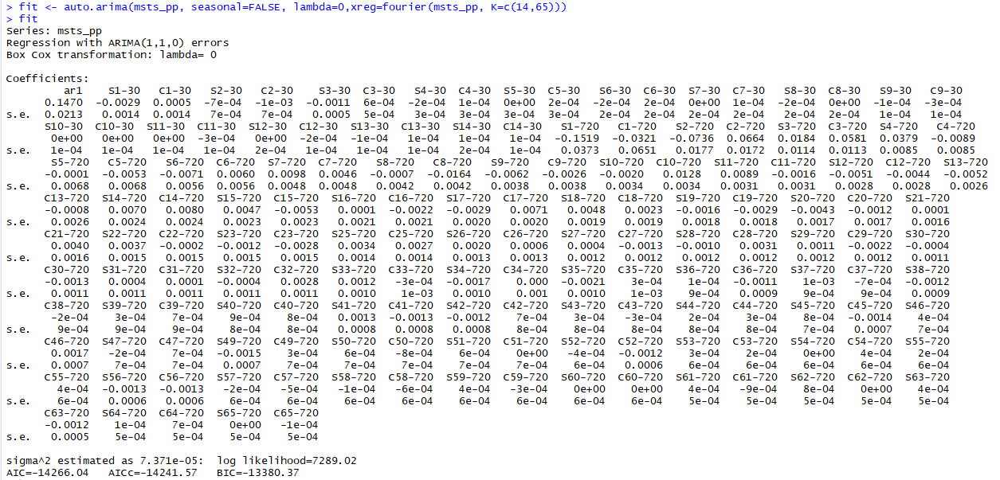 > fit <- auto.arima(msts_pp, seasonal=FALSE, lambda=0,xreg=fourier(msts_pp, K=c(14,65)))
> fit
Series: msts_pp
Regression with ARIMA(1,1,0) errors
Box Cox transformation: lambda= 0
Coefficients:
ar1 S1-30 C1-30 S2-30 C2-30 S3-30 C3-30 S4-30 C4-30 S5-30 C5-30 S6-30 C6-30 S7-30 C7-30 S8-30 C8-30 S9-30 C9-30
0.1470 -0.0029 0.0005 -7e-04 -1e-03 -0.0011 6e-04 -2e-04 1e-04 0e+00 2e-04 -2e-04 2e-04 0e+00 1e-04 -2e-04 0e+00 -1e-04 -3e-04
s.e. 0.0213 0.0014 0.0014 7e-04 7e-04 0.0005 5e-04 3e-04 3e-04 3e-04 3e-04 2e-04 2e-04 2e-04 2e-04 2e-04 2e-04 1e-04 1e-04
S10-30 C10-30 S11-30 C11-30 S12-30 C12-30 S13-30 C13-30 S14-30 C14-30 S1-720 C1-720 S2-720 C2-720 S3-720 C3-720 S4-720 C4-720
0e+00 0e+00 0e+00 -3e-04 0e+00 -2e-04 -1e-04 1e-04 1e-04 1e-04 -0.1519 -0.0321 -0.0736 0.0664 0.0184 0.0581 0.0379 -0.0089
s.e. 1e-04 1e-04 1e-04 1e-04 2e-04 1e-04 1e-04 1e-04 2e-04 1e-04 0.0373 0.0651 0.0177 0.0172 0.0114 0.0113 0.0085 0.0085
S5-720 C5-720 S6-720 C6-720 S7-720 C7-720 S8-720 C8-720 S9-720 C9-720 S10-720 C10-720 S11-720 C11-720 S12-720 C12-720 S13-720
-0.0001 -0.0053 -0.0071 0.0060 0.0098 0.0046 -0.0007 -0.0164 -0.0062 -0.0026 -0.0020 0.0128 0.0089 -0.0016 -0.0051 -0.0044 -0.0052
s.e. 0.0068 0.0068 0.0056 0.0056 0.0048 0.0048 0.0042 0.0042 0.0038 0.0038 0.0034 0.0034 0.0031 0.0031 0.0028 0.0028 0.0026
C13-720 S14-720 C14-720 S15-720 C15-720 S16-720 C16-720 S17-720 C17-720 S18-720 C18-720 S19-720 C19-720 S20-720 C20-720 S21-720
-0.0008 0.0070 0.0080 0.0047 -0.0053 0.0001 -0.0022 -0.0029 0.0071 0.0048 0.0023 -0.0016 -0.0029 -0.0043 -0.0012 0.0001
s.e. 0.0026 0.0024 0.0024 0.0023 0.0023 0.0021 0.0021 0.0020 0.0020 0.0019 0.0019 0.0018 0.0018 0.0017 0.0017 0.0016
C21-720 S22-720 C22-720 S23-720 C23-720 S25-720 C25-720 S26-720 C26-720 S27-720 C27-720 S28-720 C28-720 S29-720 C29-720 S30-720
0.0040 0.0037 -0.0002 -0.0012 -0.0028 0.0034 0.0027 0.0020 0.0006 0.0004 -0.0013 -0.0010 0.0031 0.0011 -0.0022 -0.0004
s.e. 0.0016 0.0015 0.0015 0.0015 0.0015 0.0014 0.0014 0.0013 0.0013 0.0012 0.0012 0.0012 0.0012 0.0012 0.0012 0.0011
C30-720 S31-720 C31-720 S32-720 C32-720 S33-720 C33-720 S34-720 C34-720 S35-720 C35-720 S36-720 C36-720 S37-720 C37-720 S38-720
-0.0013 0.0004 0.0001 -0.0004 0.0028 0.0012 -3e-04 -0.0017 0.000 -0.0021 3e-04 1e-04 -0.0011 1e-03 -7e-04 -0.0012
s.e. 0.0011 0.0011 0.0011 0.0011 0.0011 0.0010 1e-03 0.0010 0.001 0.0010 1e-03 9e-04 0.0009 9e-04 9e-04 0.0009
C38-720 S39-720 C39-720 S40-720 C40-720 S41-720 C41-720 S42-720 C42-720 S43-720 C43-720 S44-720 C44-720 S45-720 C45-720 S46-720
-2e-04 3e-04 7e-04 9e-04 8e-04 0.0013 -0.0013 -0.0012 7e-04 3e-04 -3e-04 2e-04 3e-04 8e-04 -0.0014 4e-04
s.e. 9e-04 9e-04 9e-04 8e-04 8e-04 0.0008 0.0008 0.0008 8e-04 8e-04 8e-04 8e-04 8e-04 7e-04 0.0007 7e-04
C46-720 S47-720 C47-720 S49-720 C49-720 S50-720 C50-720 S51-720 C51-720 S52-720 C52-720 S53-720 C53-720 S54-720 C54-720 S55-720
0.0017 -2e-04 7e-04 -0.0015 3e-04 6e-04 -8e-04 6e-04 0e+00 -4e-04 -0.0012 3e-04 2e-04 0e+00 4e-04 2e-04
s.e. 0.0007 7e-04 7e-04 0.0007 7e-04 7e-04 7e-04 7e-04 7e-04 6e-04 0.0006 6e-04 6e-04 6e-04 6e-04 6e-04
C55-720 S56-720 C56-720 S57-720 C57-720 S58-720 C58-720 S59-720 C59-720 S60-720 C60-720 S61-720 C61-720 S62-720 C62-720 S63-720
4e-04 -0.0013 -0.0013 -2e-04 -5e-04 -1e-04 -6e-04 4e-04 -3e-04 0e+00 0e+00 4e-04 -9e-04 8e-04 0e+00 4e-04
s.e. 6e-04 0.0006 0.0006 6e-04 6e-04 6e-04 6e-04 6e-04 6e-04 6e-04 6e-04 5e-04 5e-04 5e-04 5e-04 5e-04
C63-720 S64-720 C64-720 S65-720 C65-720
-0.0012 1e-04 7e-04 0e+00 -1e-04
s.e. 0.0005 5e-04 5e-04 5e-04 5e-04
sigma^2 estimated as 7.371e-05: log likelihood=7289.02
AIC=-14266.04 AICc=-14241.57 BIC=-13380.37